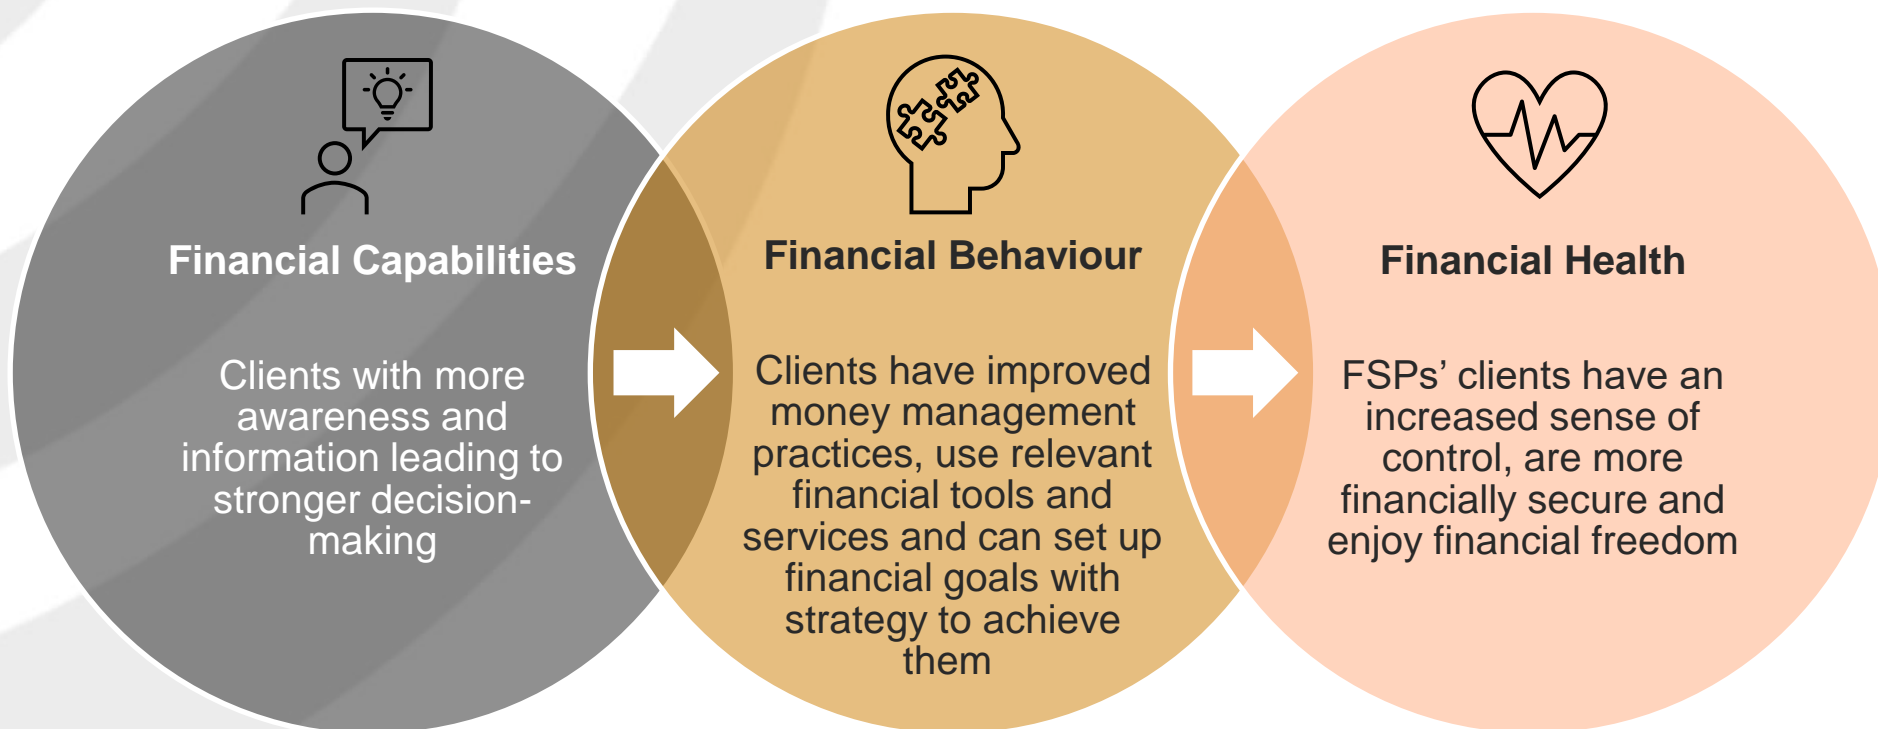 Financial Capabilities
Clients with more
awareness and
information leading to
stronger decision-
making
Financial Behaviour
Clients have improved
money management
practices, use relevant
financial tools and
services and can set up
financial goals with
strategy to achieve
them
Financial Health
FSPs’ clients have an
increased sense of
control, are more
financially secure and
enjoy financial freedom